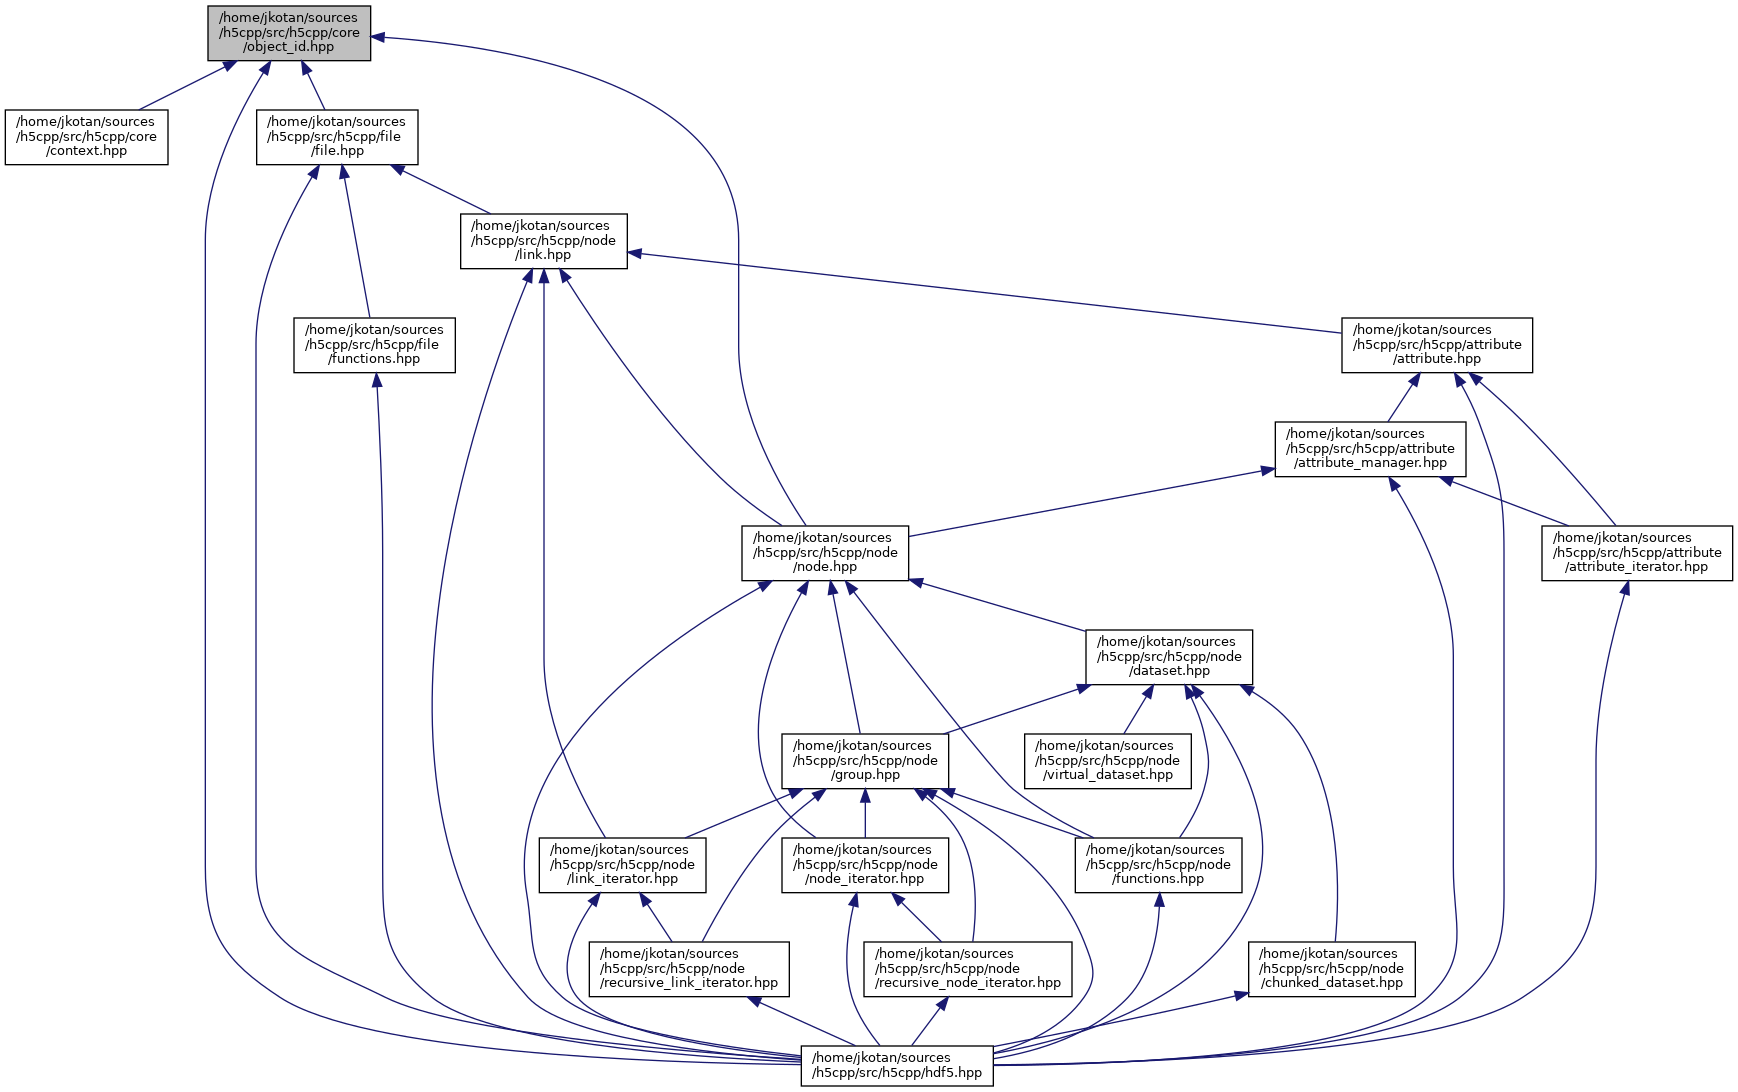 /home/jkotan/sources
/h5cpp/src/h5cpp/core
/object_id.hpp
/home/jkotan/sources
/h5cpp/src/h5cpp/core
/context.hpp
/home/jkotan/sources
/h5cpp/src/h5cpp/file
/file.hpp
/home/jkotan/sources
/h5cpp/src/h5cpp/node
/link.hpp
/home/jkotan/sources
/h5cpp/src/h5cpp/file
/functions.hpp
/home/jkotan/sources
/h5cpp/src/h5cpp/attribute
/attribute.hpp
/home/jkotan/sources
/h5cpp/src/h5cpp/attribute
/attribute_manager.hpp
/home/jkotan/sources
/h5cpp/src/h5cpp/node
/node.hpp
/home/jkotan/sources
/h5cpp/src/h5cpp/attribute
/attribute_iterator.hpp
/home/jkotan/sources
/h5cpp/src/h5cpp/node
/dataset.hpp
/home/jkotan/sources
/h5cpp/src/h5cpp/node
/group.hpp
/home/jkotan/sources
/h5cpp/src/h5cpp/node
/virtual_dataset.hpp
/home/jkotan/sources
/h5cpp/src/h5cpp/node
/link_iterator.hpp
/home/jkotan/sources
/h5cpp/src/h5cpp/node
/node_iterator.hpp
/home/jkotan/sources
/h5cpp/src/h5cpp/node
/functions.hpp
/home/jkotan/sources
/h5cpp/src/h5cpp/node
/recursive_link_iterator.hpp
/home/jkotan/sources
/h5cpp/src/h5cpp/node
/recursive_node_iterator.hpp
/home/jkotan/sources
/h5cpp/src/h5cpp/node
/chunked_dataset.hpp
/home/jkotan/sources
/h5cpp/src/h5cpp/hdf5.hpp